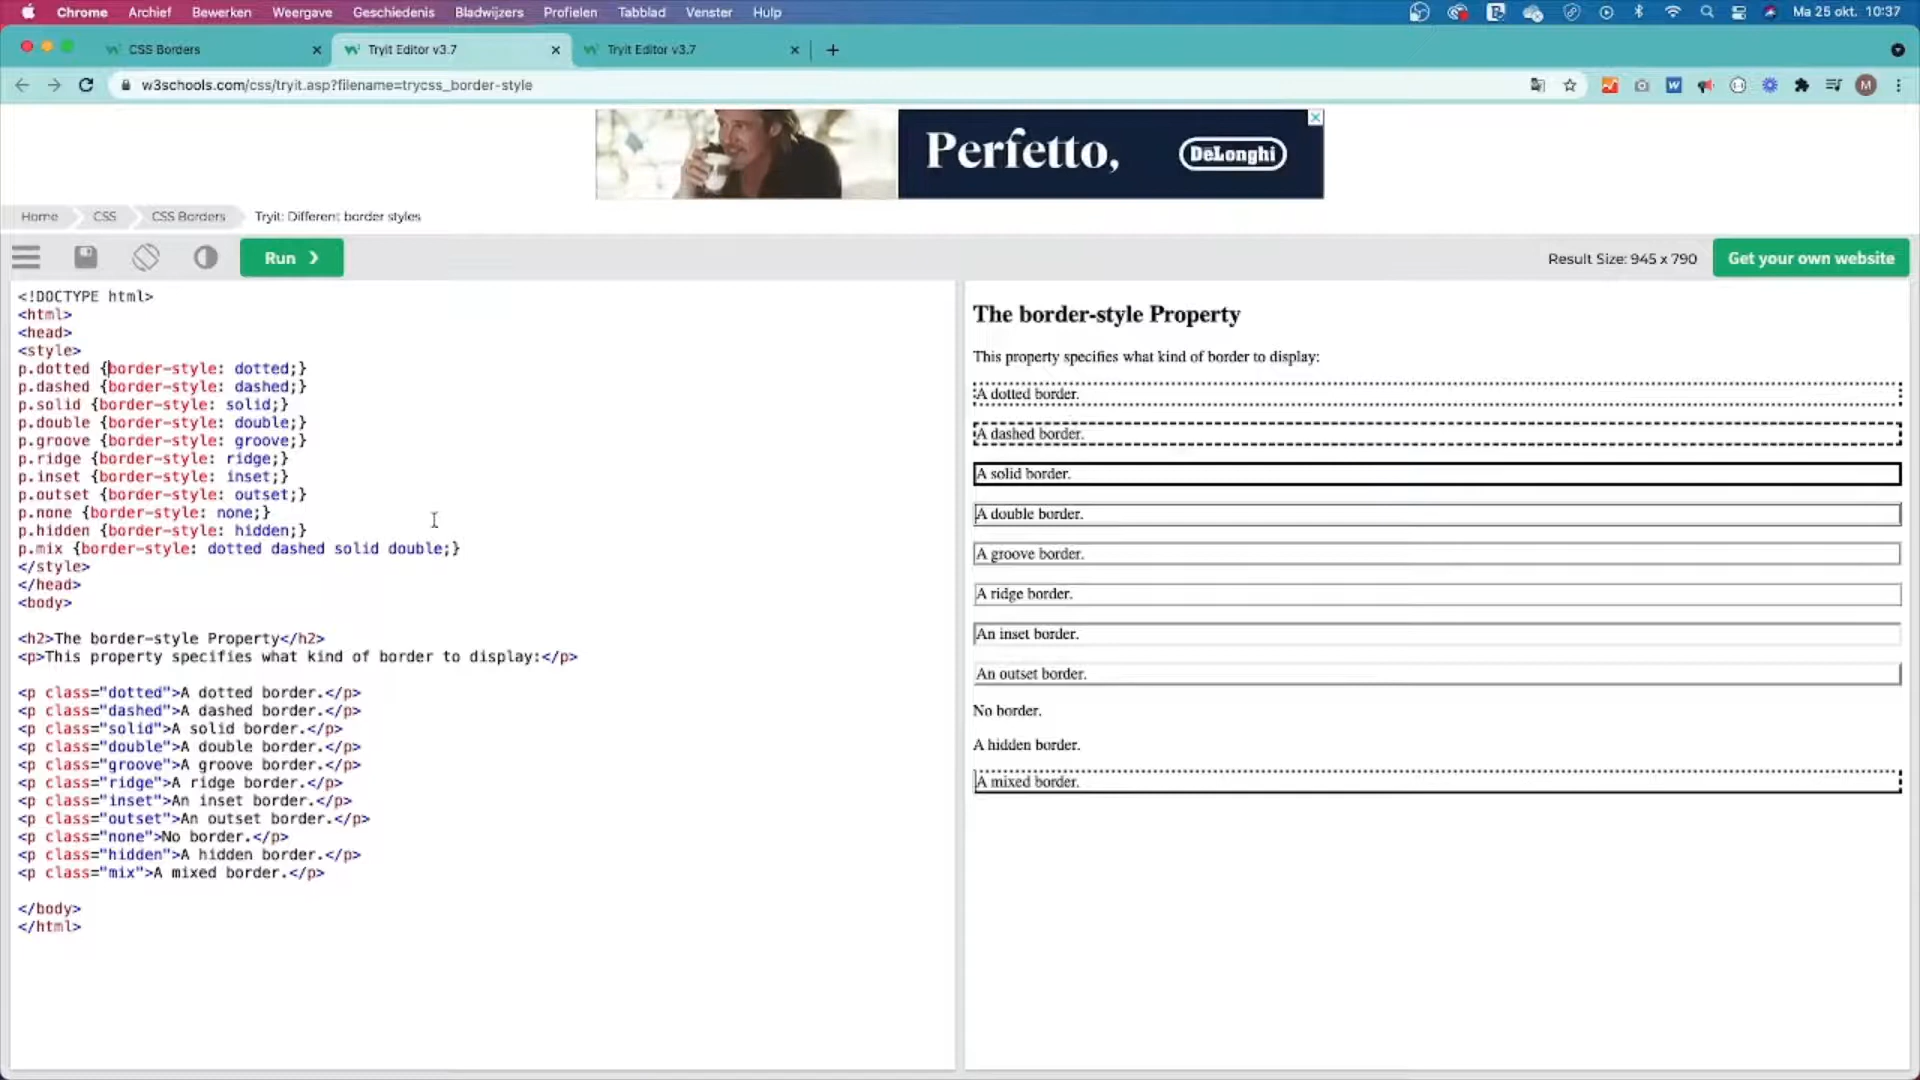 Chrome Archief Bewerken Weergave Geschiedenis Bladwijzers Profielen Tabblad Venster Hulp Ma 25 okt. 10:37
CSS Borders Tryit Editor v3.7 Tryit Editor v3.7
w3schools.com/css/tryit.asp?filename=trycss_border-style
Perfetto, DeLonghi
Home CSS CSS Borders Tryit: Different border styles
Run ❯ Result Size: 945 x 790 Get your own website
<!DOCTYPE html>
<html>
<head>
<style>
p.dotted {border-style: dotted;}
p.dashed {border-style: dashed;}
p.solid {border-style: solid;}
p.double {border-style: double;}
p.groove {border-style: groove;}
p.ridge {border-style: ridge;}
p.inset {border-style: inset;}
p.outset {border-style: outset;}
p.none {border-style: none;}
p.hidden {border-style: hidden;}
p.mix {border-style: dotted dashed solid double;}
</style>
</head>
<body>
<h2>The border-style Property</h2>
<p>This property specifies what kind of border to display:</p>
<p class="dotted">A dotted border.</p>
<p class="dashed">A dashed border.</p>
<p class="solid">A solid border.</p>
<p class="double">A double border.</p>
<p class="groove">A groove border.</p>
<p class="ridge">A ridge border.</p>
<p class="inset">An inset border.</p>
<p class="outset">An outset border.</p>
<p class="none">No border.</p>
<p class="hidden">A hidden border.</p>
<p class="mix">A mixed border.</p>
</body>
</html>
The border-style Property
This property specifies what kind of border to display:
A dotted border.
A dashed border.
A solid border.
A double border.
A groove border.
A ridge border.
An inset border.
An outset border.
No border.
A hidden border.
A mixed border.